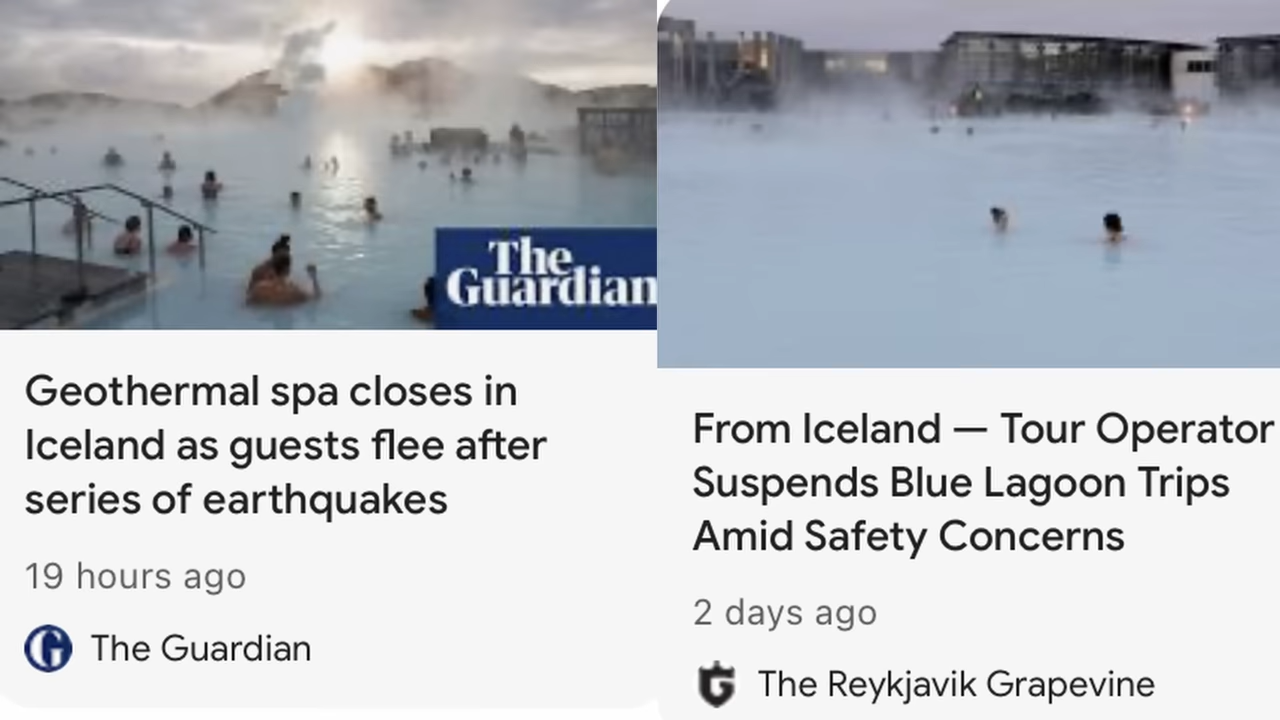 The
Guardian
Geothermal spa closes in
Iceland as guests flee after
series of earthquakes
19 hours ago
The Guardian
From Iceland — Tour Operator
Suspends Blue Lagoon Trips
Amid Safety Concerns
2 days ago
The Reykjavik Grapevine